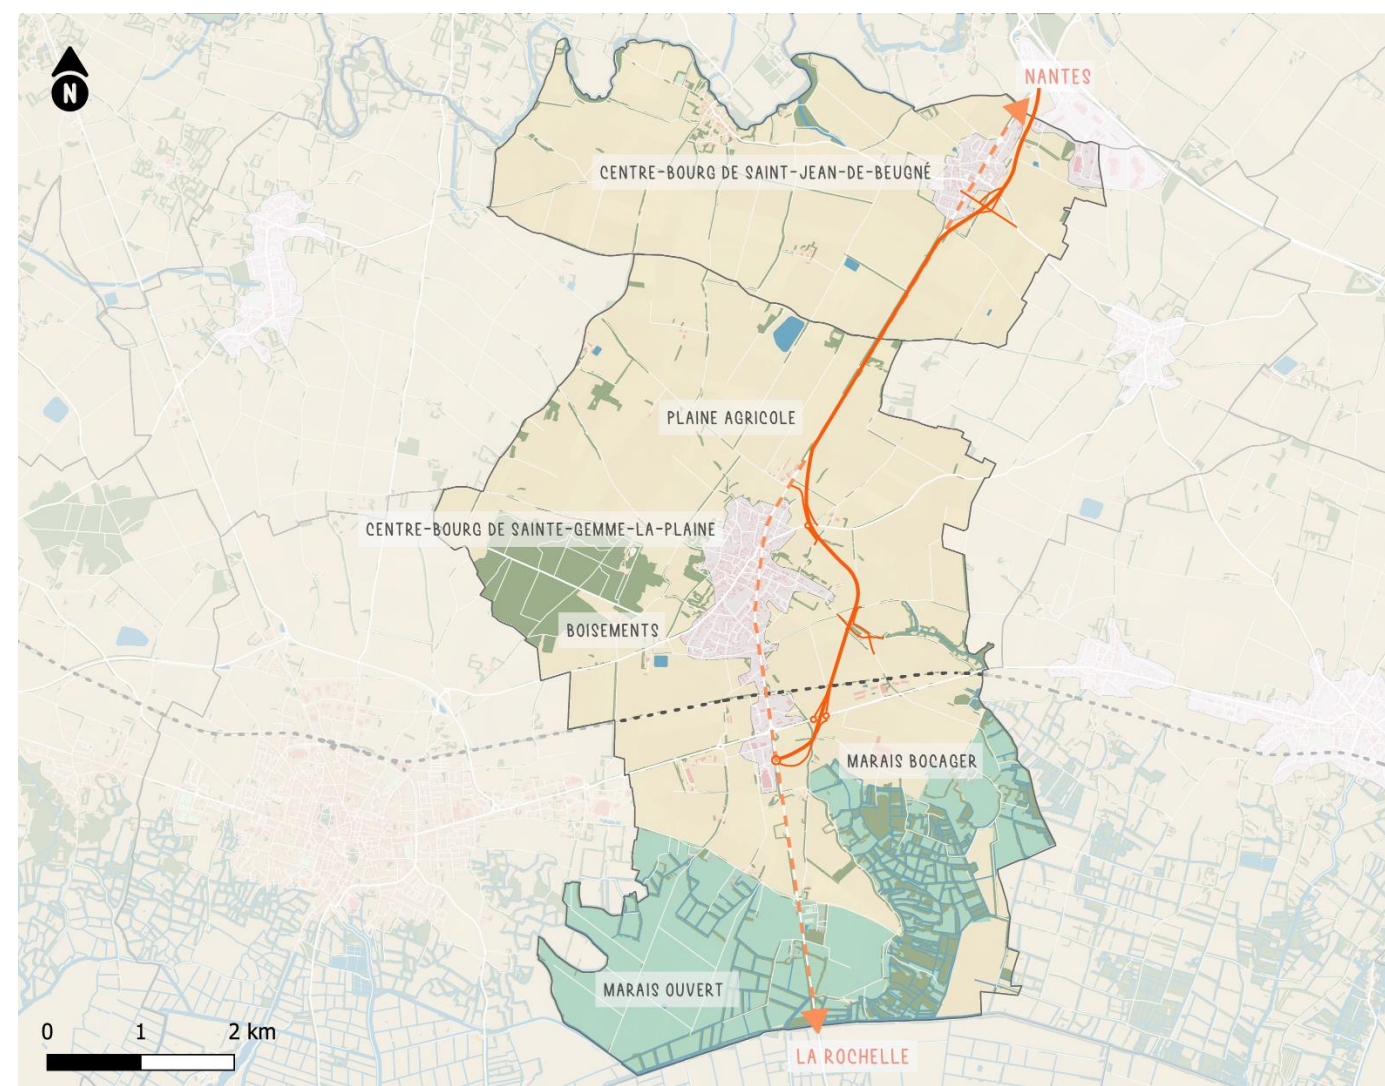 N
NANTES
CENTRE-BOURG DE SAINT-JEAN-DE-BEUGNÉ
PLAINE AGRICOLE
CENTRE-BOURG DE SAINTE-GEMME-LA-PLAINE
BOISEMENTS
MARAIS BOCAGER
MARAIS OUVERT
0 1 2 km
LA ROCHELLE